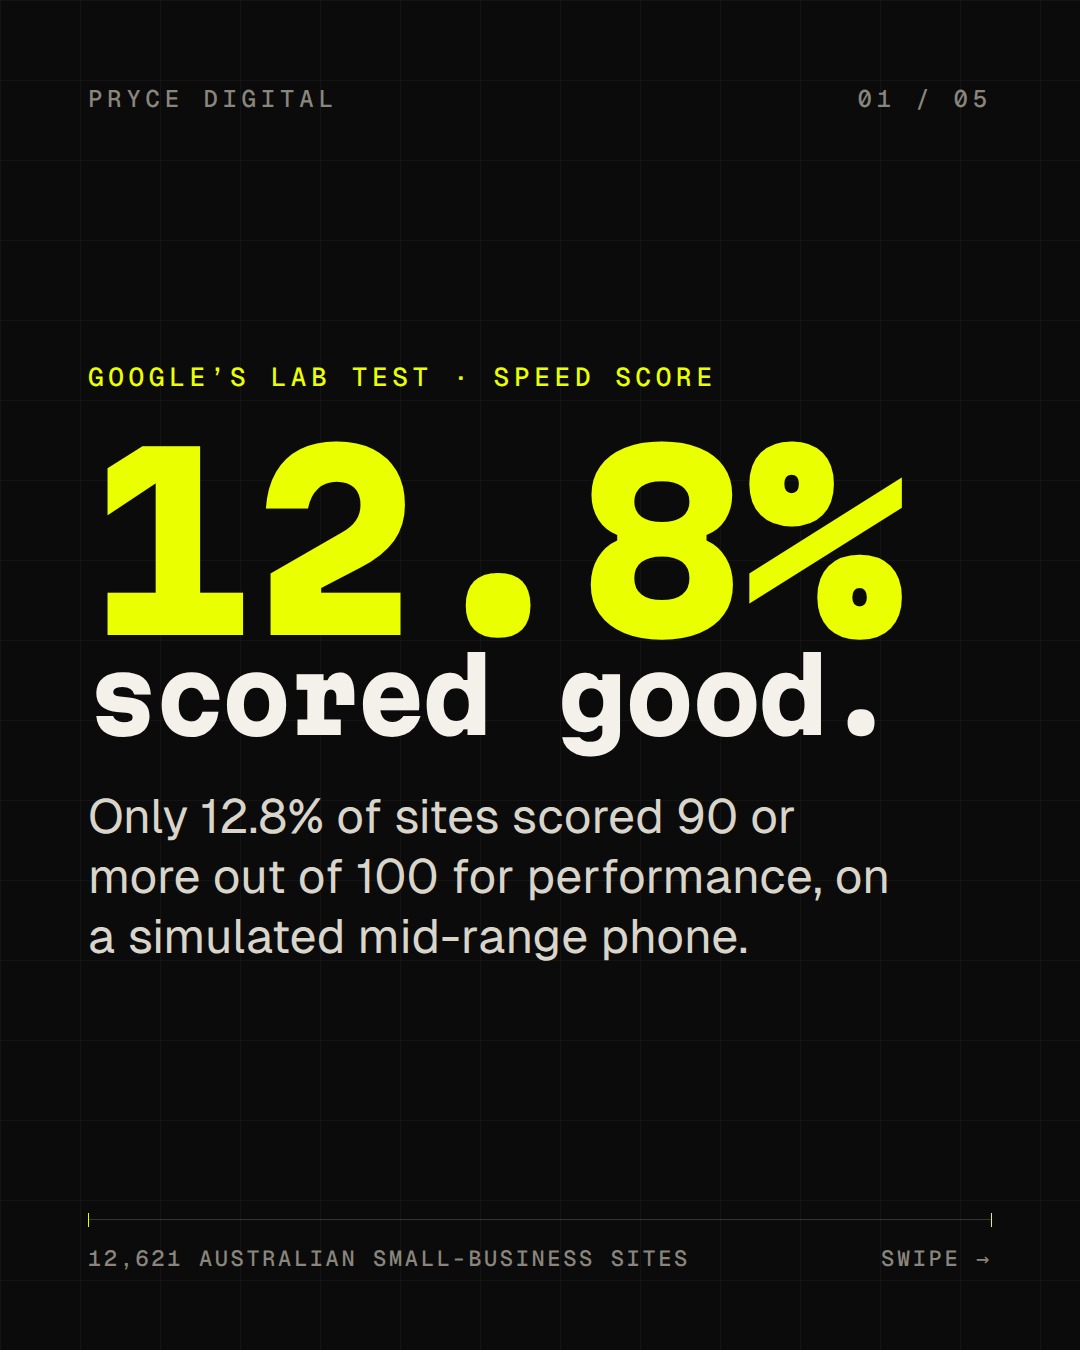 PRYCE DIGITAL
01 / 05
GOOGLE’S LAB TEST · SPEED SCORE
12.8%
scored good.
Only 12.8% of sites scored 90 or
more out of 100 for performance, on
a simulated mid-range phone.
12,621 AUSTRALIAN SMALL-BUSINESS SITES
SWIPE →